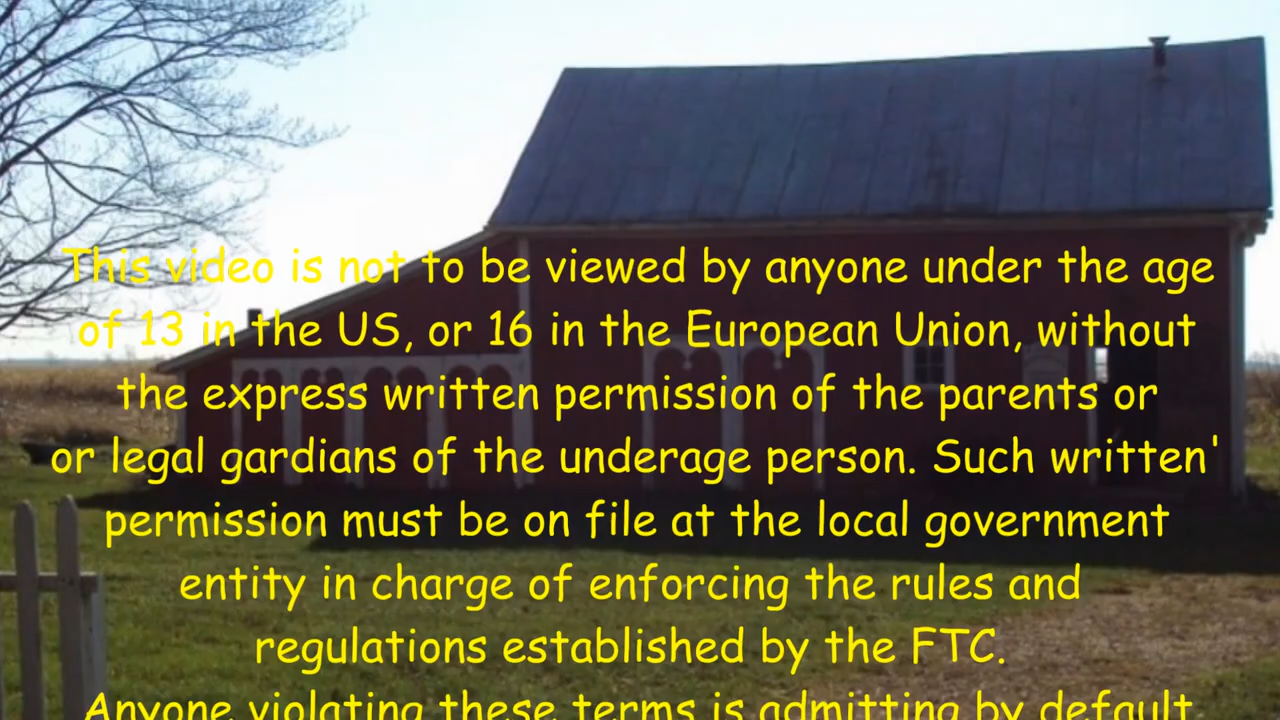 This video is not to be viewed by anyone under the age
of 13 in the US, or 16 in the European Union, without
the express written permission of the parents or
or legal gardians of the underage person. Such written'
permission must be on file at the local government
entity in charge of enforcing the rules and
regulations established by the FTC.
Anyone violating these terms is admitting by default